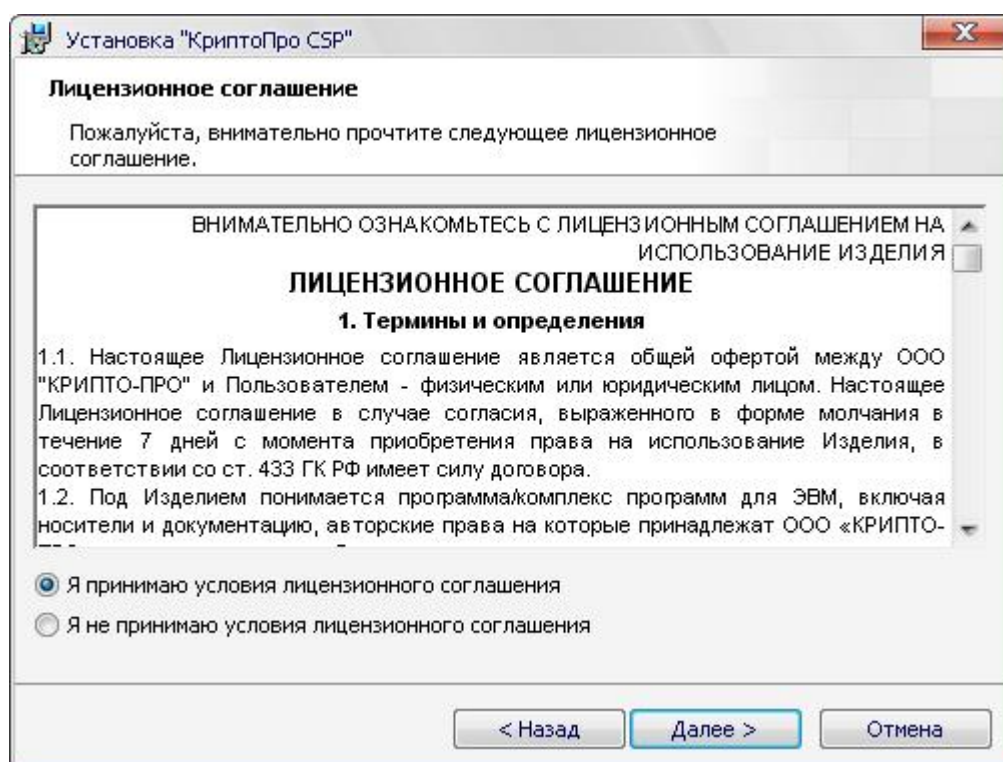 Установка "КриптоПро CSP"
Лицензионное соглашение
Пожалуйста, внимательно прочтите следующее лицензионное
соглашение.
ВНИМАТЕЛЬНО ОЗНАКОМЬТЕСЬ С ЛИЦЕНЗИОННЫМ СОГЛАШЕНИЕМ НА
ИСПОЛЬЗОВАНИЕ ИЗДЕЛИЯ
ЛИЦЕНЗИОННОЕ СОГЛАШЕНИЕ
1. Термины и определения
1.1. Настоящее Лицензионное соглашение является общей офертой между ООО
"КРИПТО-ПРО" и Пользователем - физическим или юридическим лицом. Настоящее
Лицензионное соглашение в случае согласия, выраженного в форме молчания в
течение 7 дней с момента приобретения права на использование Изделия, в
соответствии со ст. 433 ГК РФ имеет силу договора.
1.2. Под Изделием понимается программа/комплекс программ для ЭВМ, включая
носители и документацию, авторские права на которые принадлежат ООО «КРИПТО-
Я принимаю условия лицензионного соглашения
Я не принимаю условия лицензионного соглашения
< Назад
Далее >
Отмена